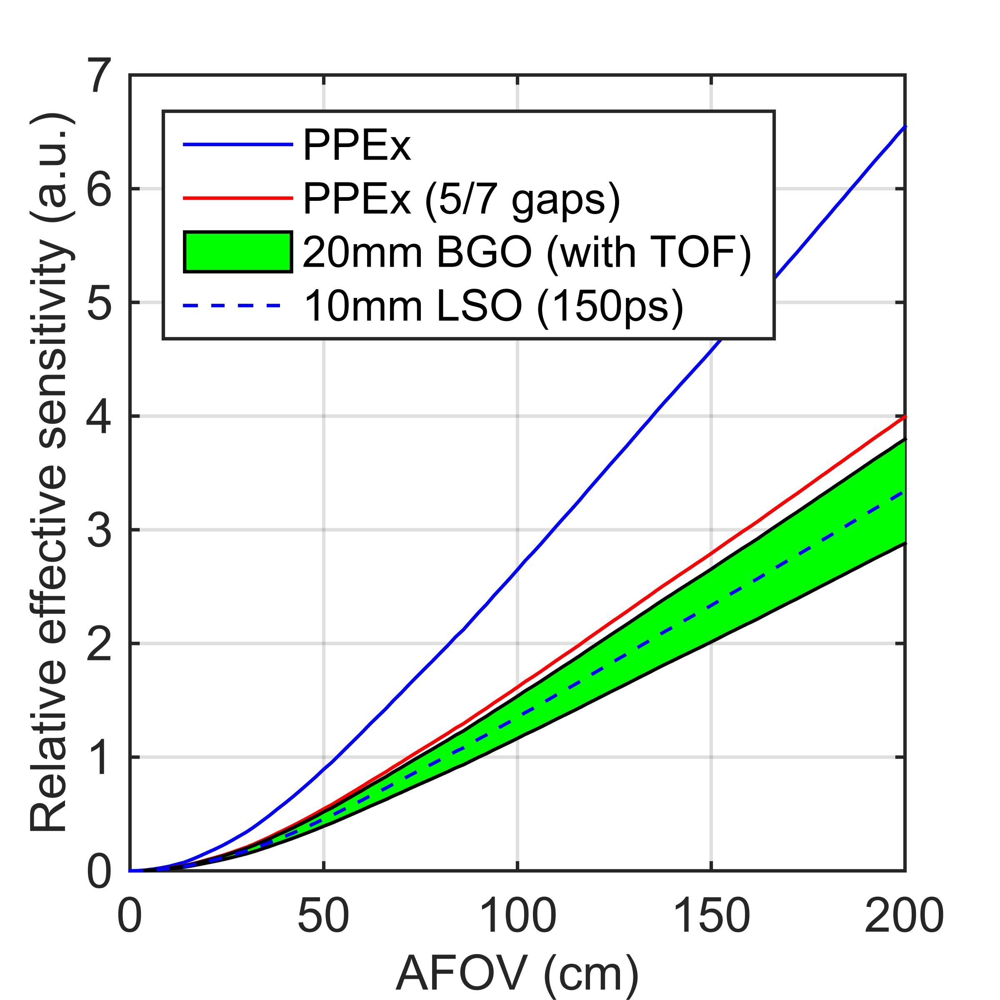 Relative effective sensitivity (a.u.)
7
6
5
4
3
2
1
0
PPEx
PPEx (5/7 gaps)
20mm BGO (with TOF)
10mm LSO (150ps)
0 50 100 150 200
AFOV (cm)